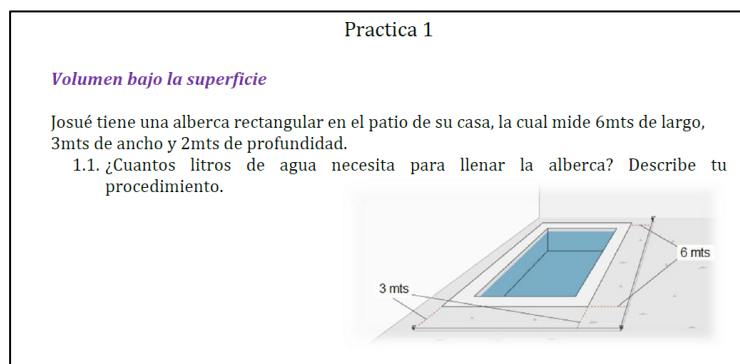 Practica 1
Volumen bajo la superficie
Josué tiene una alberca rectangular en el patio de su casa, la cual mide 6mts de largo,
3mts de ancho y 2mts de profundidad.
1.1. ¿Cuantos litros de agua necesita para llenar la alberca? Describe tu
procedimiento.
6 mts
3 mts